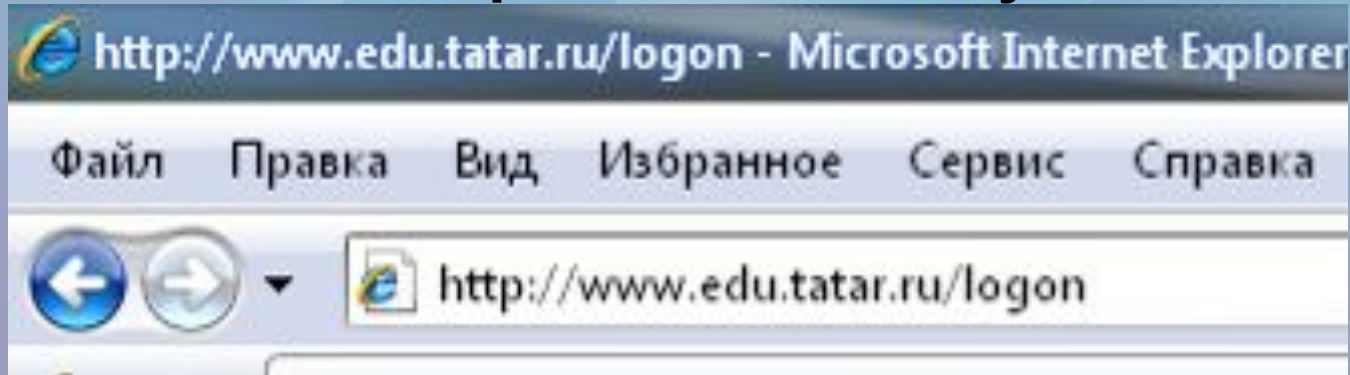 http://www.edu.tatar.ru/logon - Microsoft Internet Explorer
Файл Правка Вид Избранное Сервис Справка
http://www.edu.tatar.ru/logon